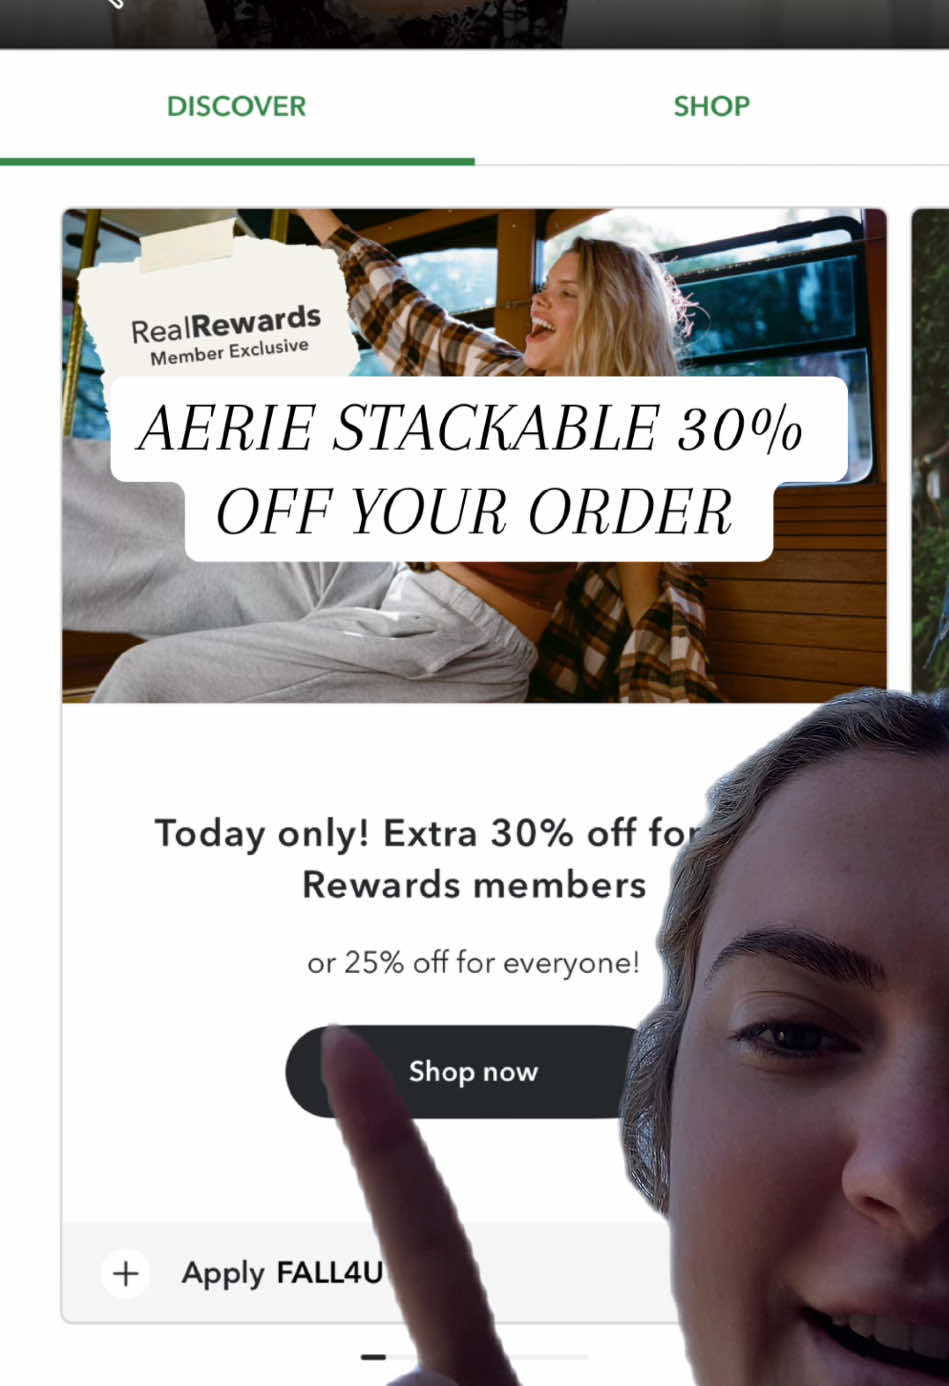 DISCOVER
SHOP
RealRewards
Member Exclusive
AERIE STACKABLE 30%
OFF YOUR ORDER
Today only! Extra 30% off for
Rewards members
or 25% off for everyone!
Shop now
Apply FALL4U